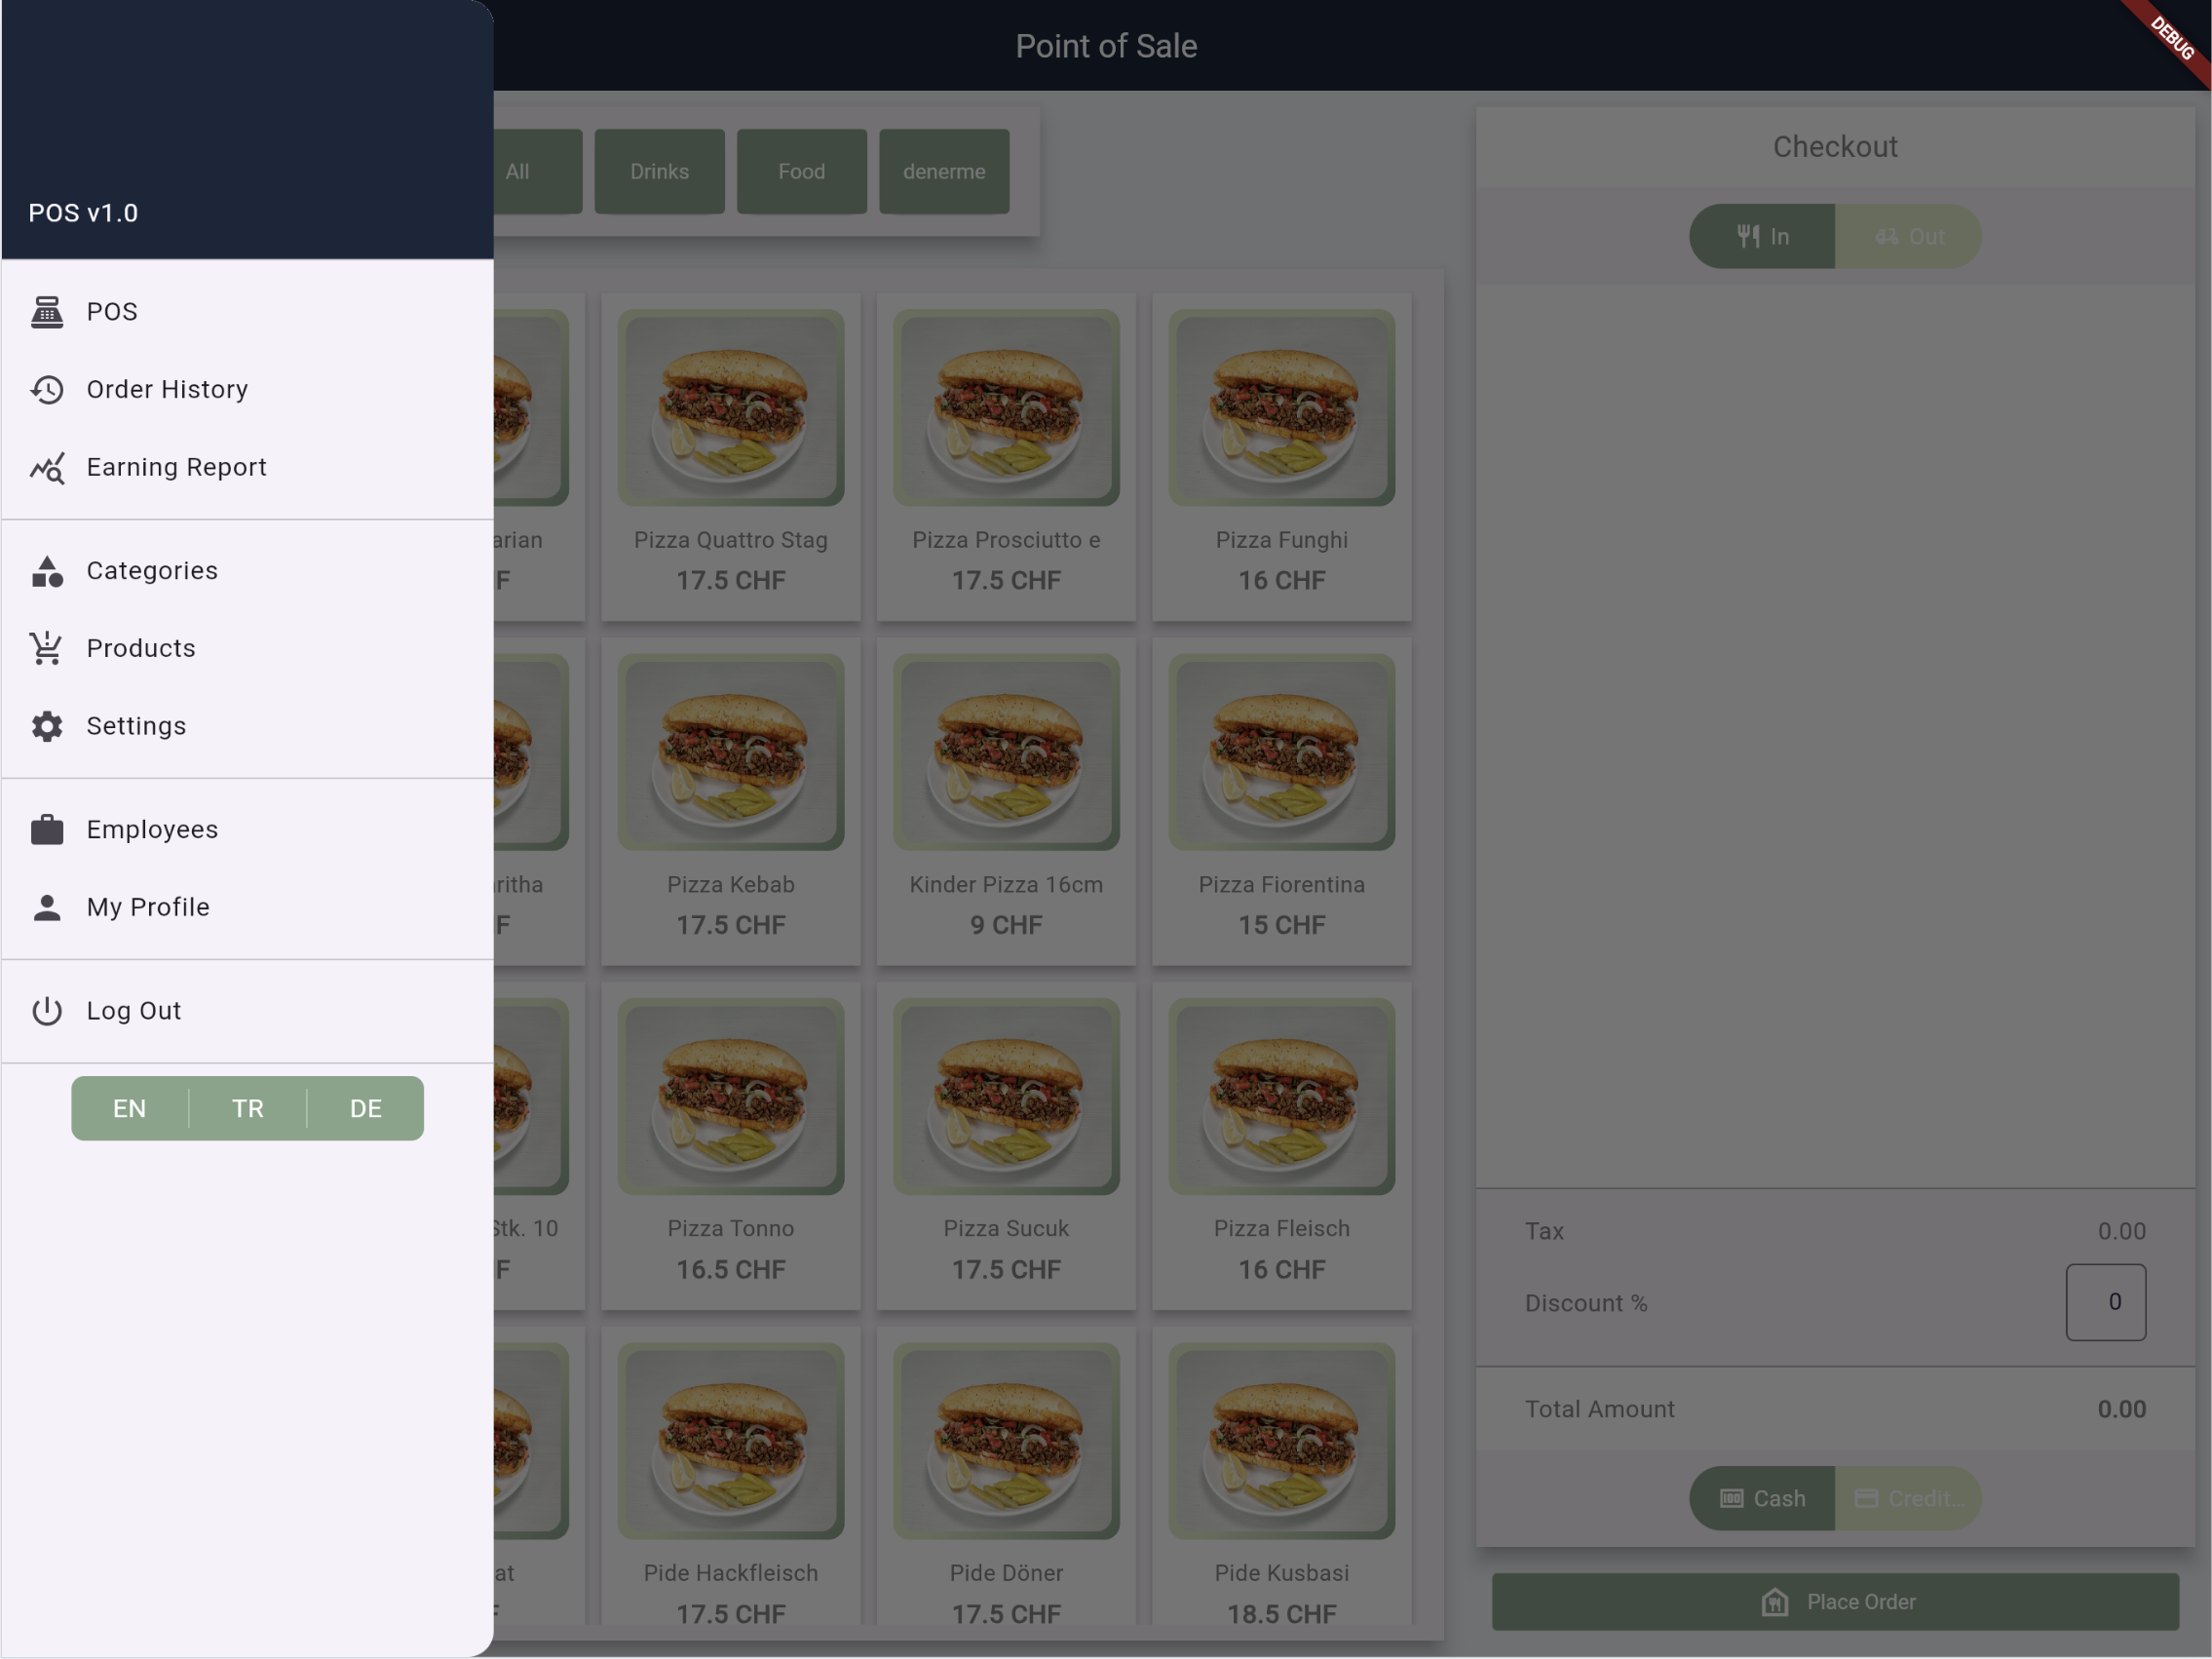 Point of Sale
DEBUG
POS v1.0
POS
Order History
Earning Report
Categories
Products
Settings
Employees
My Profile
Log Out
EN TR DE
All Drinks Food denerme
arian Pizza Quattro Stag Pizza Prosciutto e Pizza Funghi
F 17.5 CHF 17.5 CHF 16 CHF
ritha Pizza Kebab Kinder Pizza 16cm Pizza Fiorentina
F 17.5 CHF 9 CHF 15 CHF
Stk. 10 Pizza Tonno Pizza Sucuk Pizza Fleisch
F 16.5 CHF 17.5 CHF 16 CHF
at Pide Hackfleisch Pide Döner Pide Kusbasi
F 17.5 CHF 17.5 CHF 18.5 CHF
Checkout
In Out
Tax 0.00
Discount % 0
Total Amount 0.00
Cash Credit...
Place Order